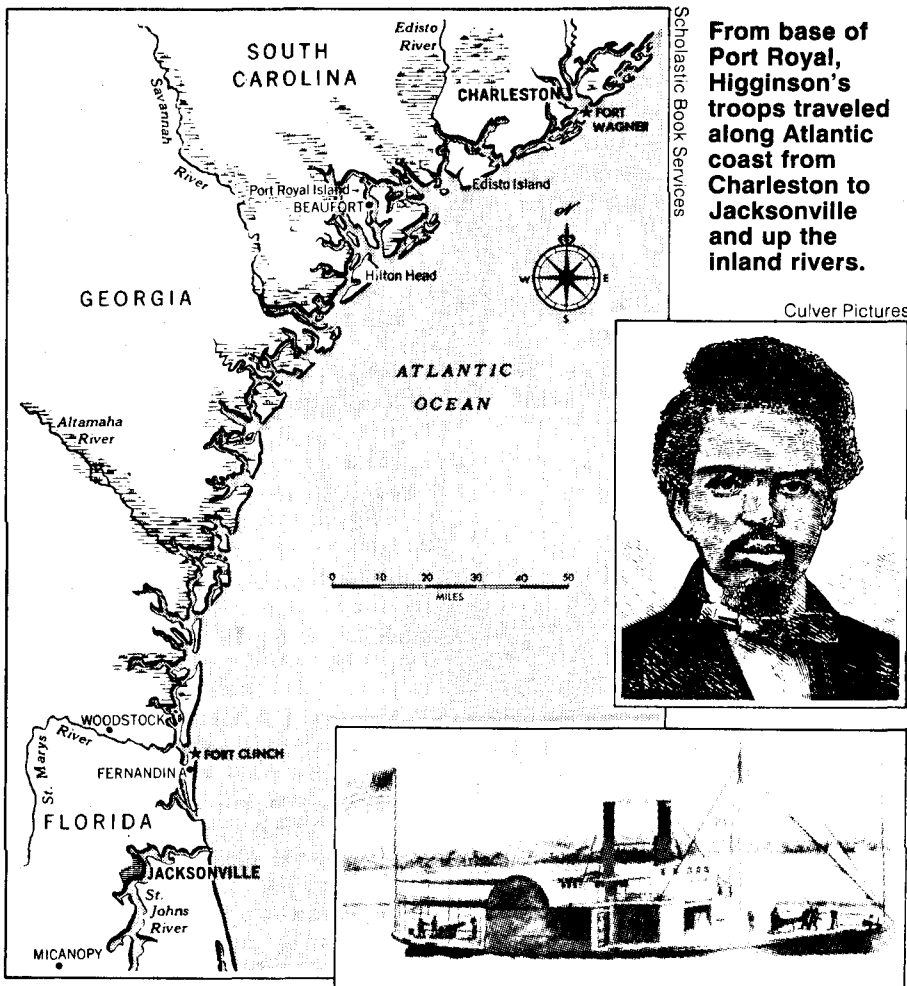 Edisto
River
SOUTH
CAROLINA
CHARLESTON
FORT
WAGNER
Savannah
River
Port Royal Island
BEAUFORT
Edisto Island
Hilton Head
N
W
E
S
GEORGIA
ATLANTIC
OCEAN
Altamaha
River
0 10 20 30 40 50
MILES
WOODSTOCK
St. Marys
River
FORT CLINCH
FERNANDINA
FLORIDA
JACKSONVILLE
St.
Johns
River
MICANOPY
Scholastic Book Services
From base of
Port Royal,
Higginson's
troops traveled
along Atlantic
coast from
Charleston to
Jacksonville
and up the
inland rivers.
Culver Pictures